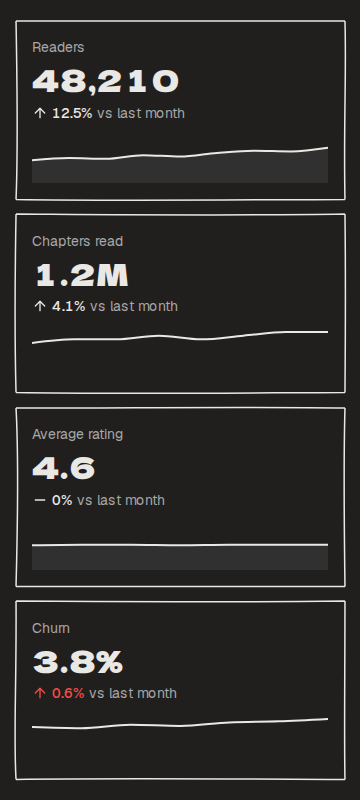 Readers
48,210
↑ 12.5% vs last month
Chapters read
1.2M
↑ 4.1% vs last month
Average rating
4.6
— 0% vs last month
Churn
3.8%
↑ 0.6% vs last month